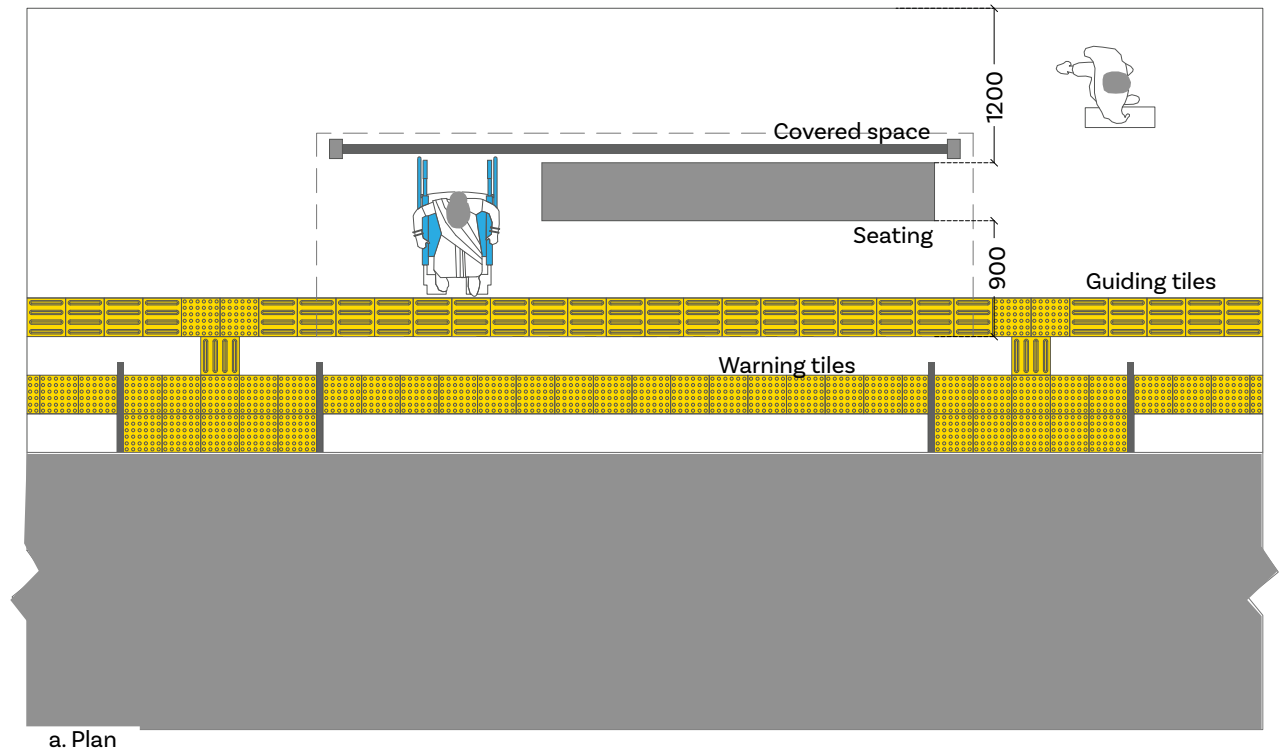 1200
Covered space
Seating
900
Guiding tiles
Warning tiles
a. Plan